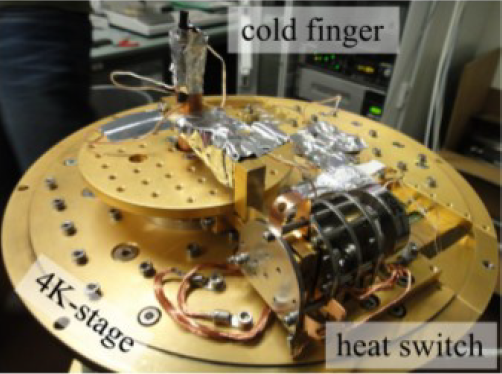 cold finger
4K-stage
heat switch